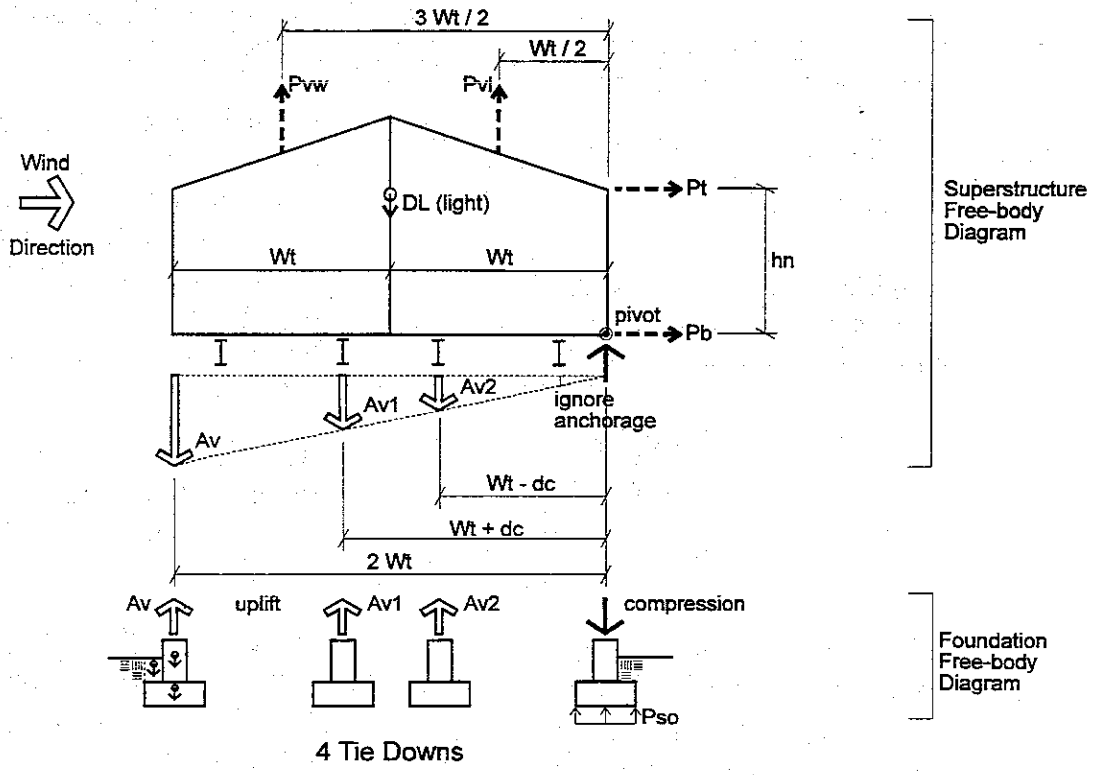 3 Wt / 2
Wt / 2
Pvw
Pvl
Wind
Direction
DL (light)
Pt
Superstructure
Free-body
Diagram
Wt
Wt
hn
pivot
Pb
Av
Av1
Av2
ignore
anchorage
Wt - dc
Wt + dc
2 Wt
Av
uplift
Av1
Av2
compression
Foundation
Free-body
Diagram
Pso
4 Tie Downs